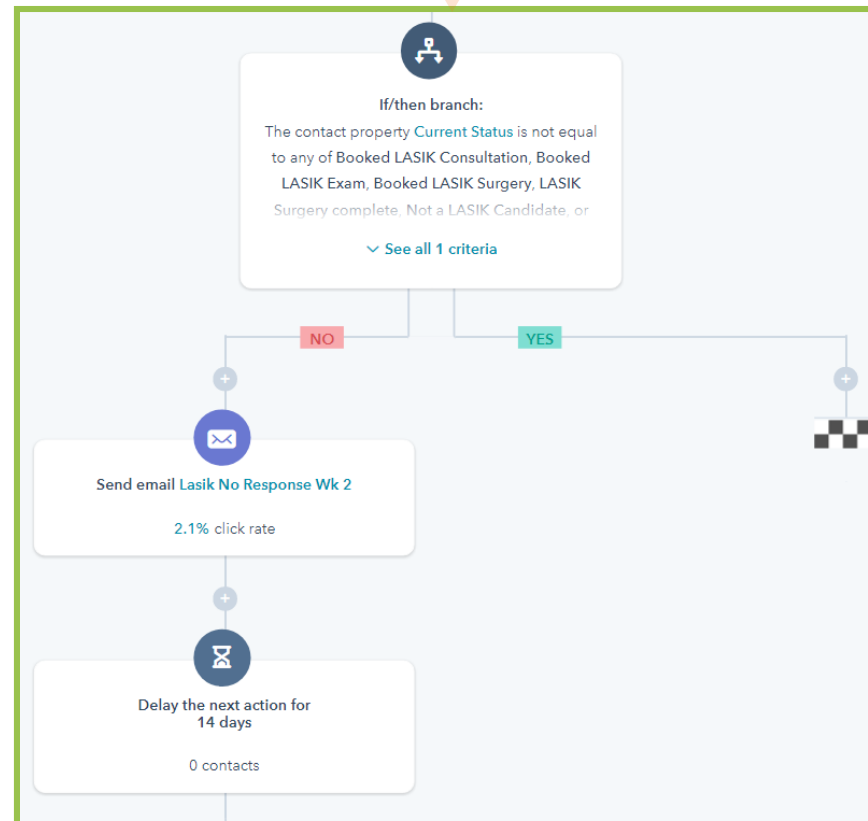 If/then branch:
The contact property Current Status is not equal
to any of Booked LASIK Consultation, Booked
LASIK Exam, Booked LASIK Surgery, LASIK
Surgery complete, Not a LASIK Candidate, or
See all 1 criteria
NO
YES
Send email Lasik No Response Wk 2
2.1% click rate
Delay the next action for
14 days
0 contacts